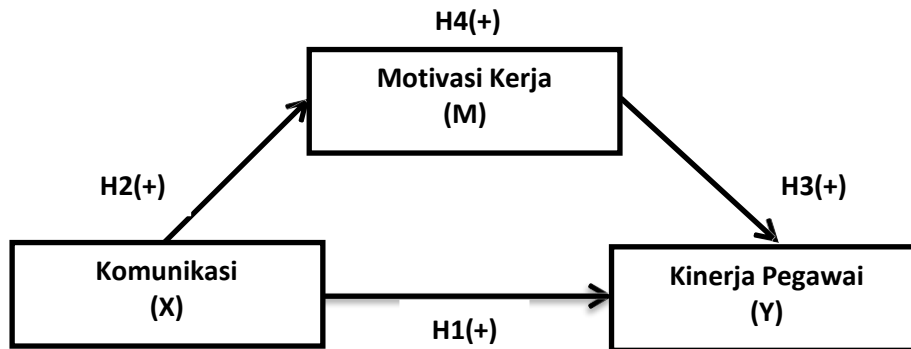 H4(+)
Motivasi Kerja
(M)
H2(+)
H3(+)
Komunikasi
(X)
Kinerja Pegawai
(Y)
H1(+)